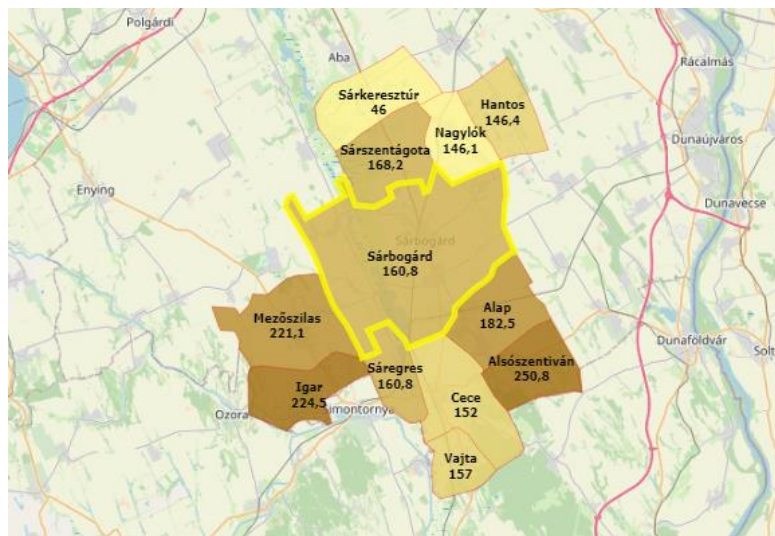 Polgárdi
Aba
Rácalmás
Sárkeresztúr
46
Hantos
146,4
Nagylók
146,1
Dunaújváros
Sárszentágota
168,2
Enying
Dunavecse
Sárbogárd
Sárbogárd
160,8
Mezőszilas
221,1
Alap
182,5
Dunaföldvár
Solt
Alsószentiván
250,8
Sáregres
160,8
Igar
224,5
Cece
152
Ozora
imontornya
Vajta
157